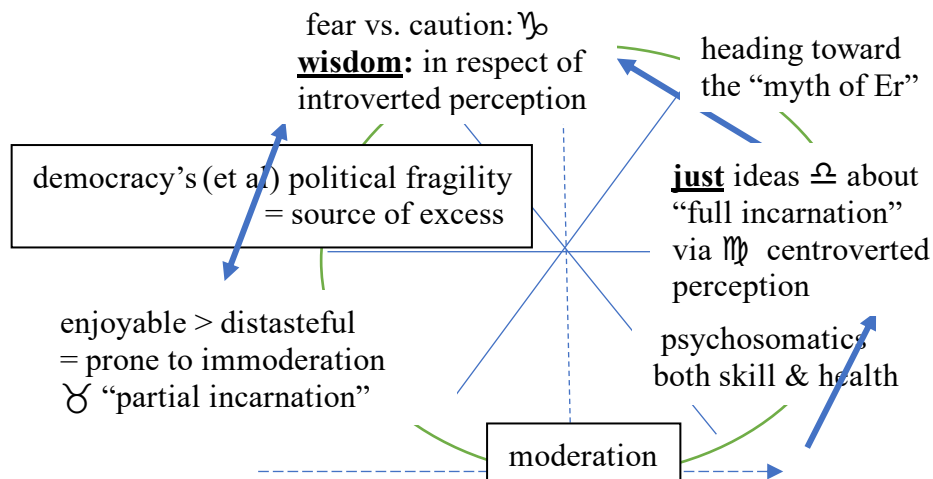 fear vs. caution: ♑
wisdom: in respect of
introverted perception
heading toward
the “myth of Er”
democracy’s (et al) political fragility
= source of excess
just ideas ♎ about
“full incarnation”
via ♍ centroverted
perception
enjoyable > distasteful
= prone to immoderation
♉ “partial incarnation”
psychosomatics
both skill & health
moderation